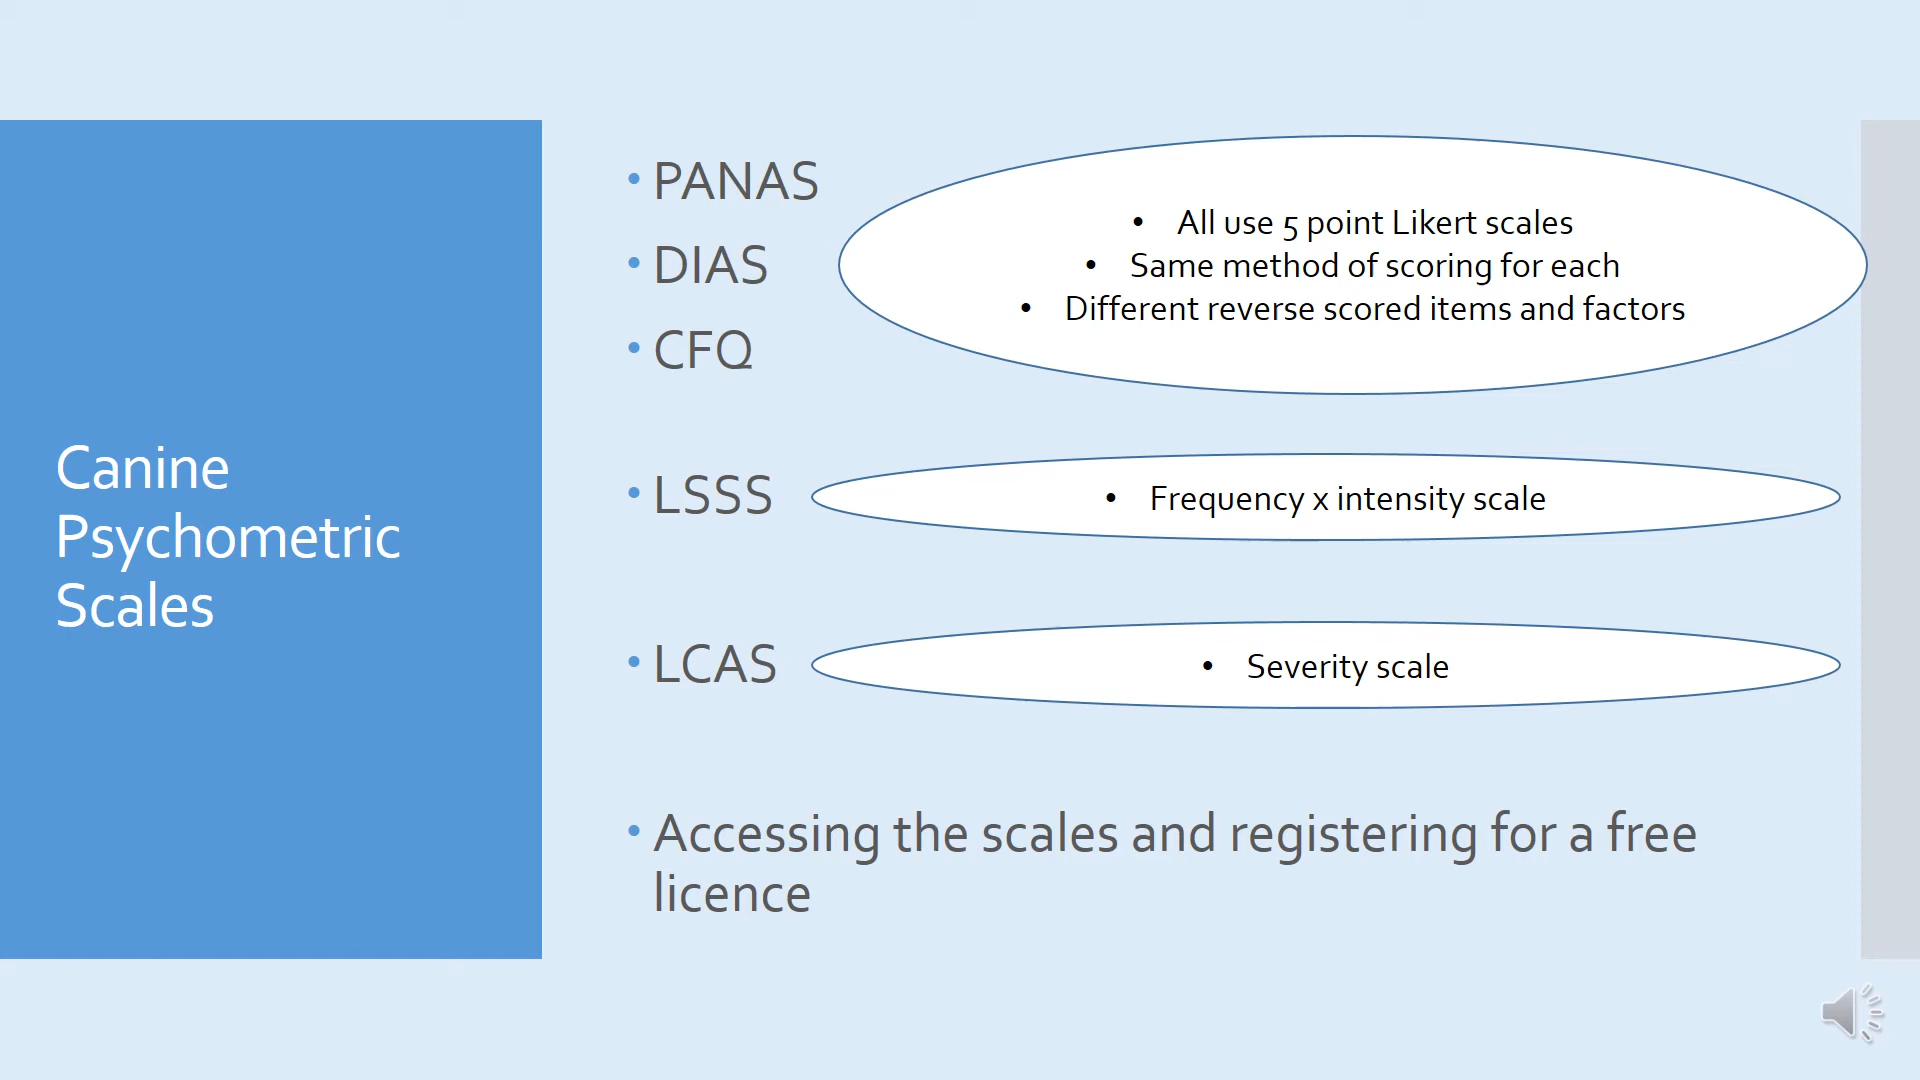 Canine
Psychometric
Scales
• PANAS
• DIAS
• CFQ
• All use 5 point Likert scales
• Same method of scoring for each
• Different reverse scored items and factors
• LSSS
• Frequency x intensity scale
• LCAS
• Severity scale
• Accessing the scales and registering for a free
licence